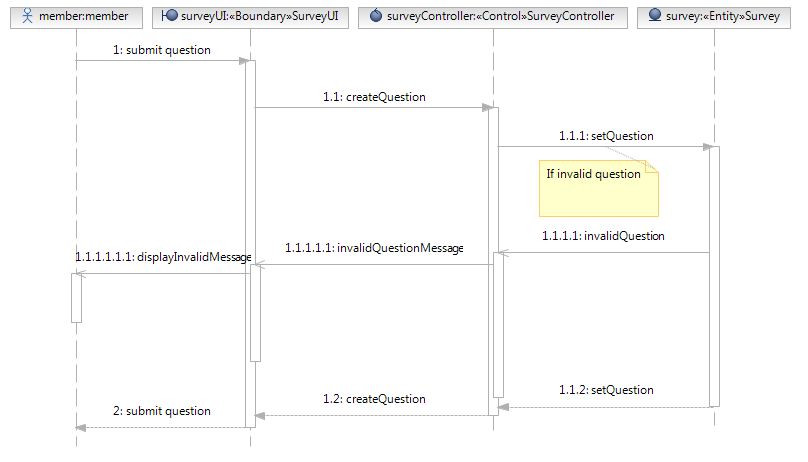 member:member
surveyUI:«Boundary»SurveyUI
surveyController:«Control»SurveyController
survey:«Entity»Survey
1: submit question
1.1: createQuestion
1.1.1: setQuestion
If invalid question
1.1.1.1: invalidQuestion
1.1.1.1.1: invalidQuestionMessage
1.1.1.1.1.1: displayInvalidMessage
1.1.2: setQuestion
1.2: createQuestion
2: submit question